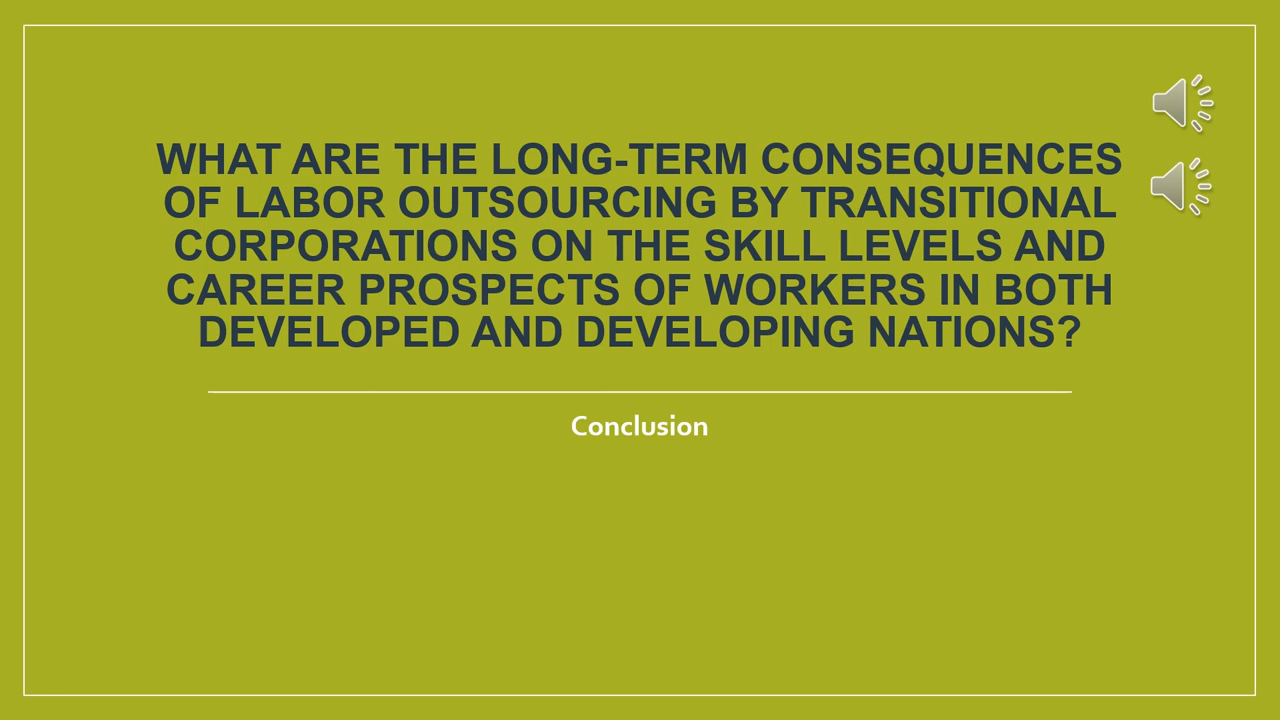 WHAT ARE THE LONG-TERM CONSEQUENCES
OF LABOR OUTSOURCING BY TRANSITIONAL
CORPORATIONS ON THE SKILL LEVELS AND
CAREER PROSPECTS OF WORKERS IN BOTH
DEVELOPED AND DEVELOPING NATIONS?
Conclusion